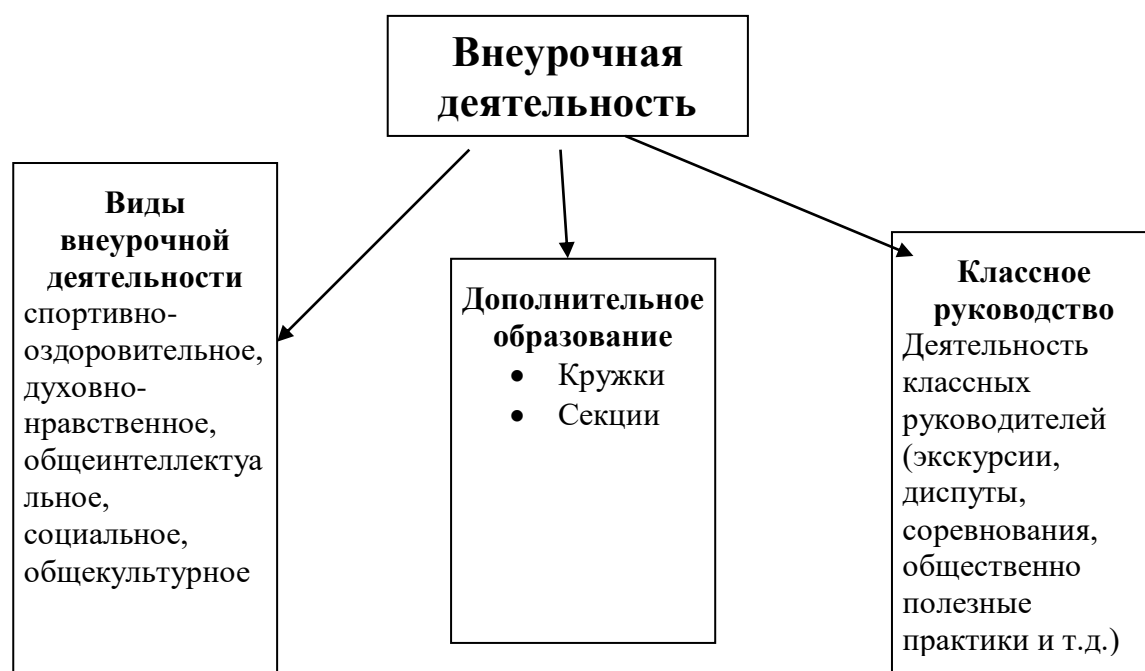 Внеурочная
деятельность
Виды
внеурочной
деятельности
спортивно-
оздоровительное,
духовно-
нравственное,
общеинтеллектуа
льное,
социальное,
общекультурное
Дополнительное
образование
• Кружки
• Секции
Классное
руководство
Деятельность
классных
руководителей
(экскурсии,
диспуты,
соревнования,
общественно
полезные
практики и т.д.)